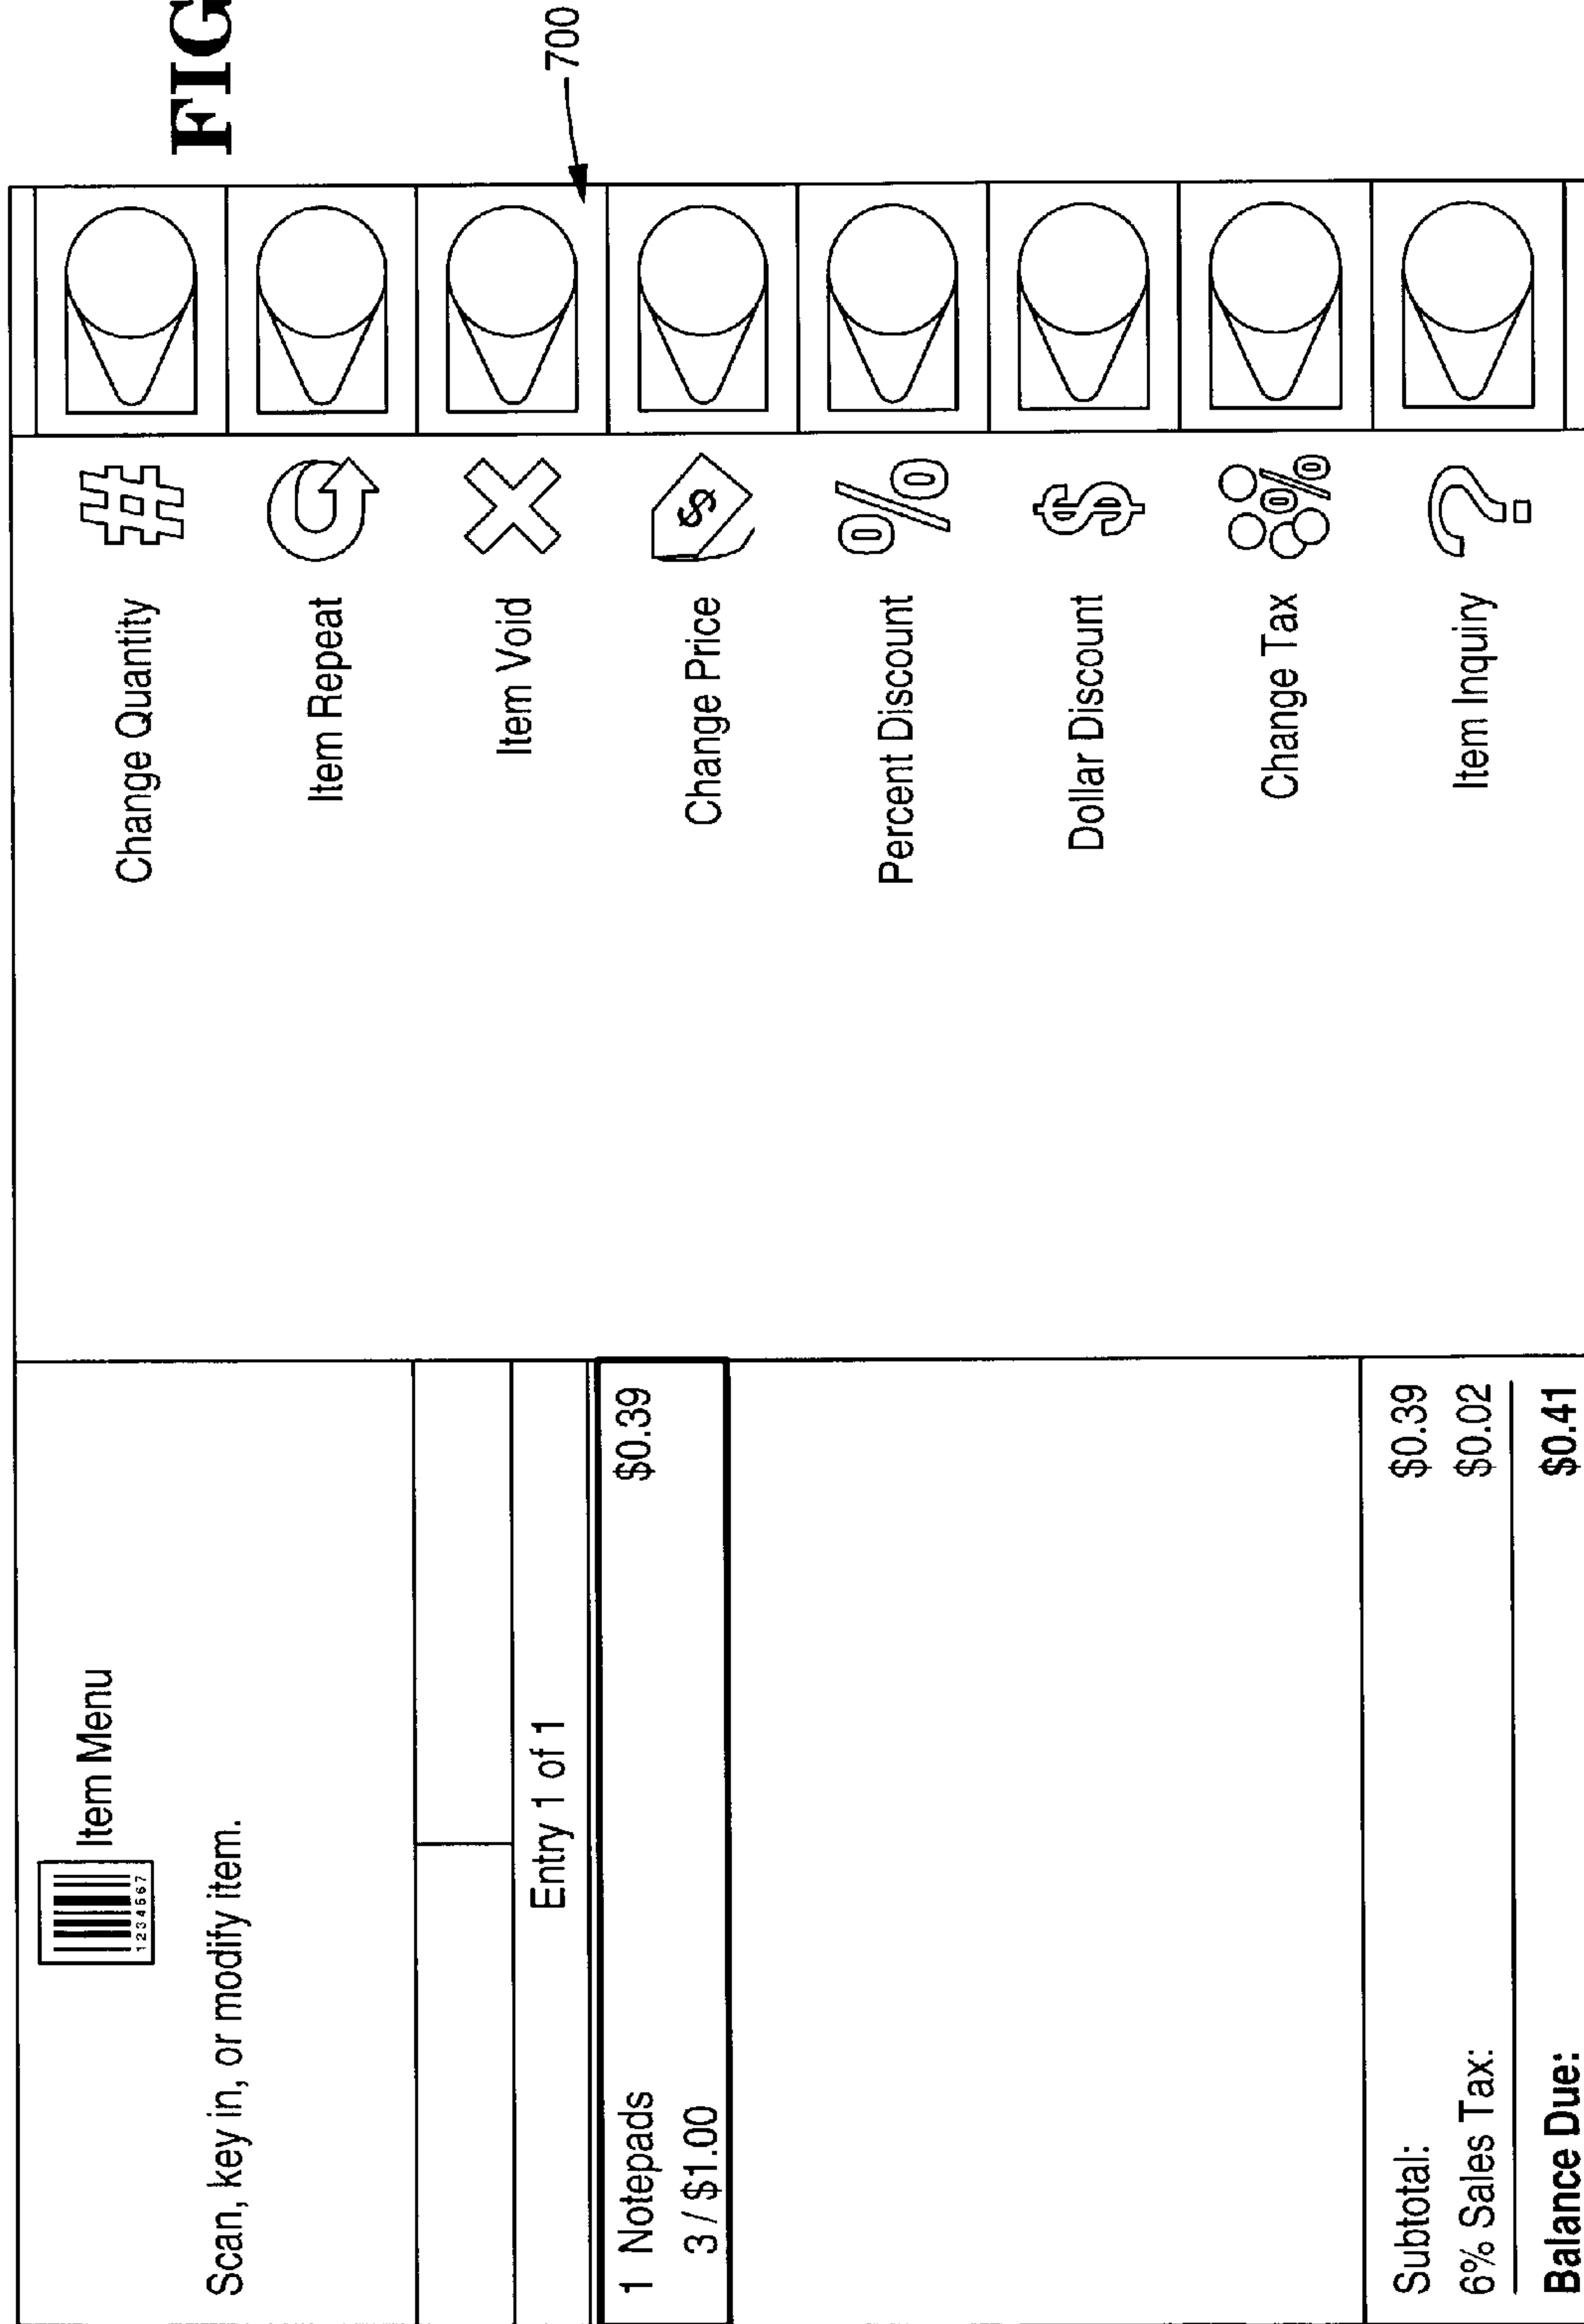 FIG
700
1234567
Item Menu
Scan, key in, or modify item.
Entry 1 of 1
1 Notepads $0.39
3 / $1.00
Subtotal: $0.39
6% Sales Tax: $0.02
Balance Due: $0.41
Change Quantity #
Item Repeat
Item Void
Change Price $
Percent Discount %
Dollar Discount $
Change Tax %
Item Inquiry ?